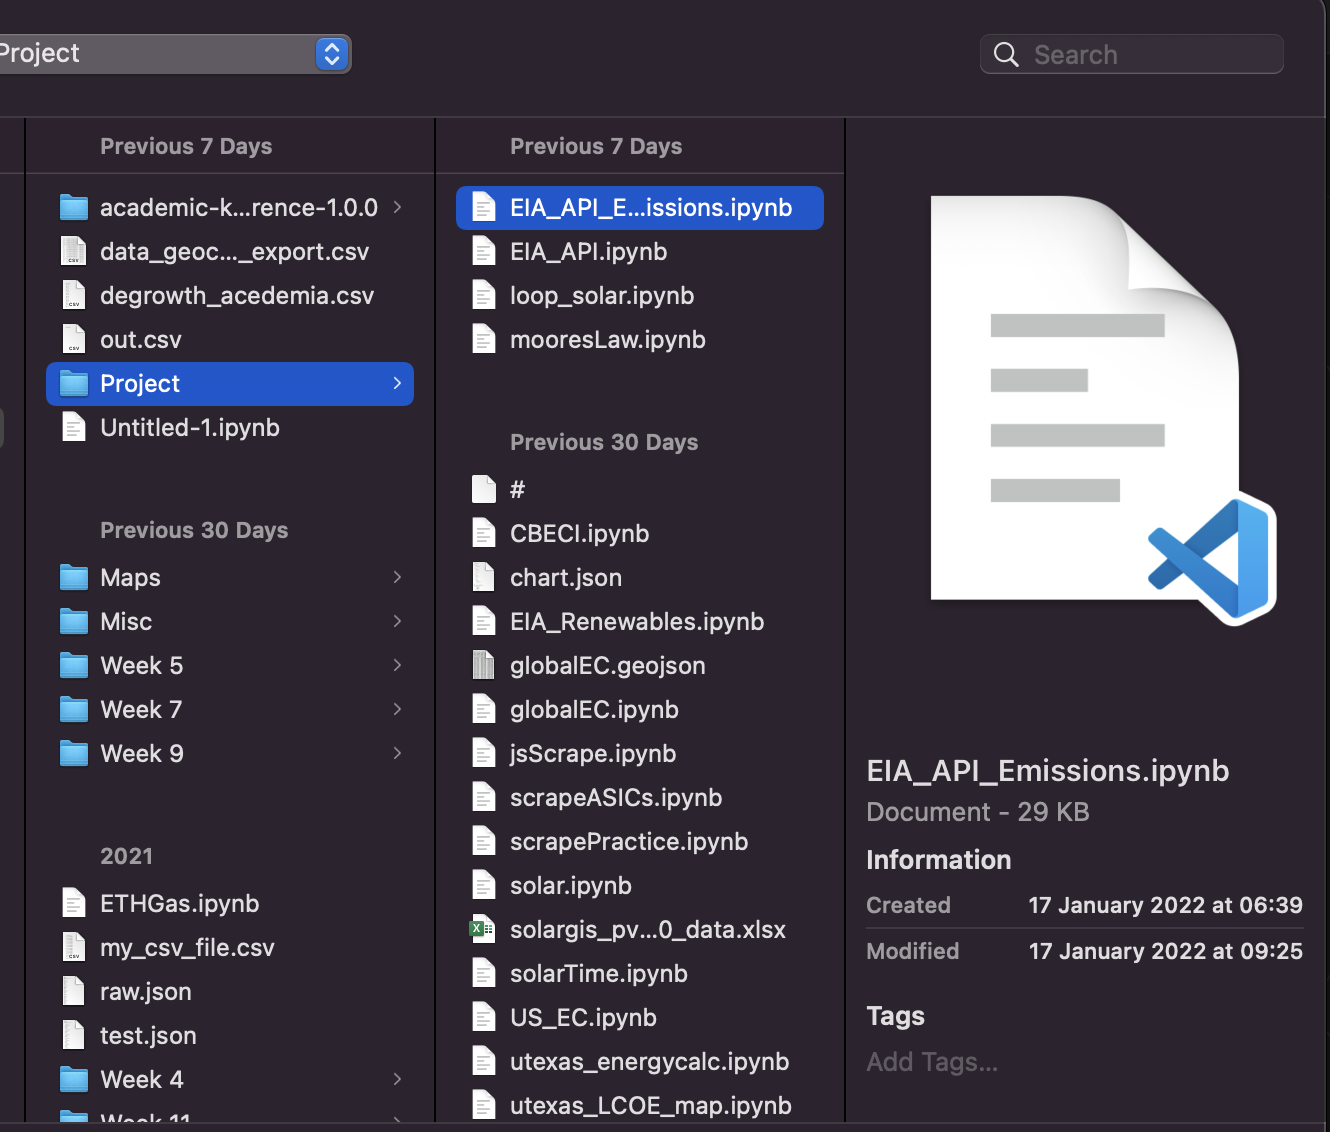 Project
Search
Previous 7 Days
academic-k...rence-1.0.0
data_geoc..._export.csv
degrowth_acedemia.csv
out.csv
Project
Untitled-1.ipynb
Previous 30 Days
Maps
Misc
Week 5
Week 7
Week 9
2021
ETHGas.ipynb
my_csv_file.csv
raw.json
test.json
Week 4
Week 11
Previous 7 Days
EIA_API_E...issions.ipynb
EIA_API.ipynb
loop_solar.ipynb
mooresLaw.ipynb
Previous 30 Days
#
CBECI.ipynb
chart.json
EIA_Renewables.ipynb
globalEC.geojson
globalEC.ipynb
jsScrape.ipynb
scrapeASICs.ipynb
scrapePractice.ipynb
solar.ipynb
solargis_pv...0_data.xlsx
solarTime.ipynb
US_EC.ipynb
utexas_energycalc.ipynb
utexas_LCOE_map.ipynb
EIA_API_Emissions.ipynb
Document - 29 KB
Information
Created 17 January 2022 at 06:39
Modified 17 January 2022 at 09:25
Tags
Add Tags...